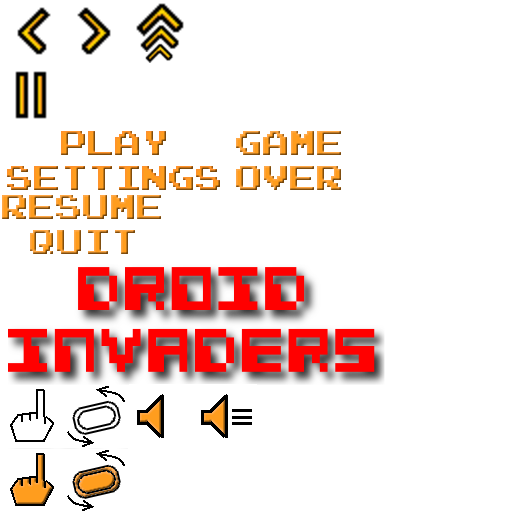 PLAY GAME
SETTINGS OVER
RESUME
QUIT
DROID
INVADERS